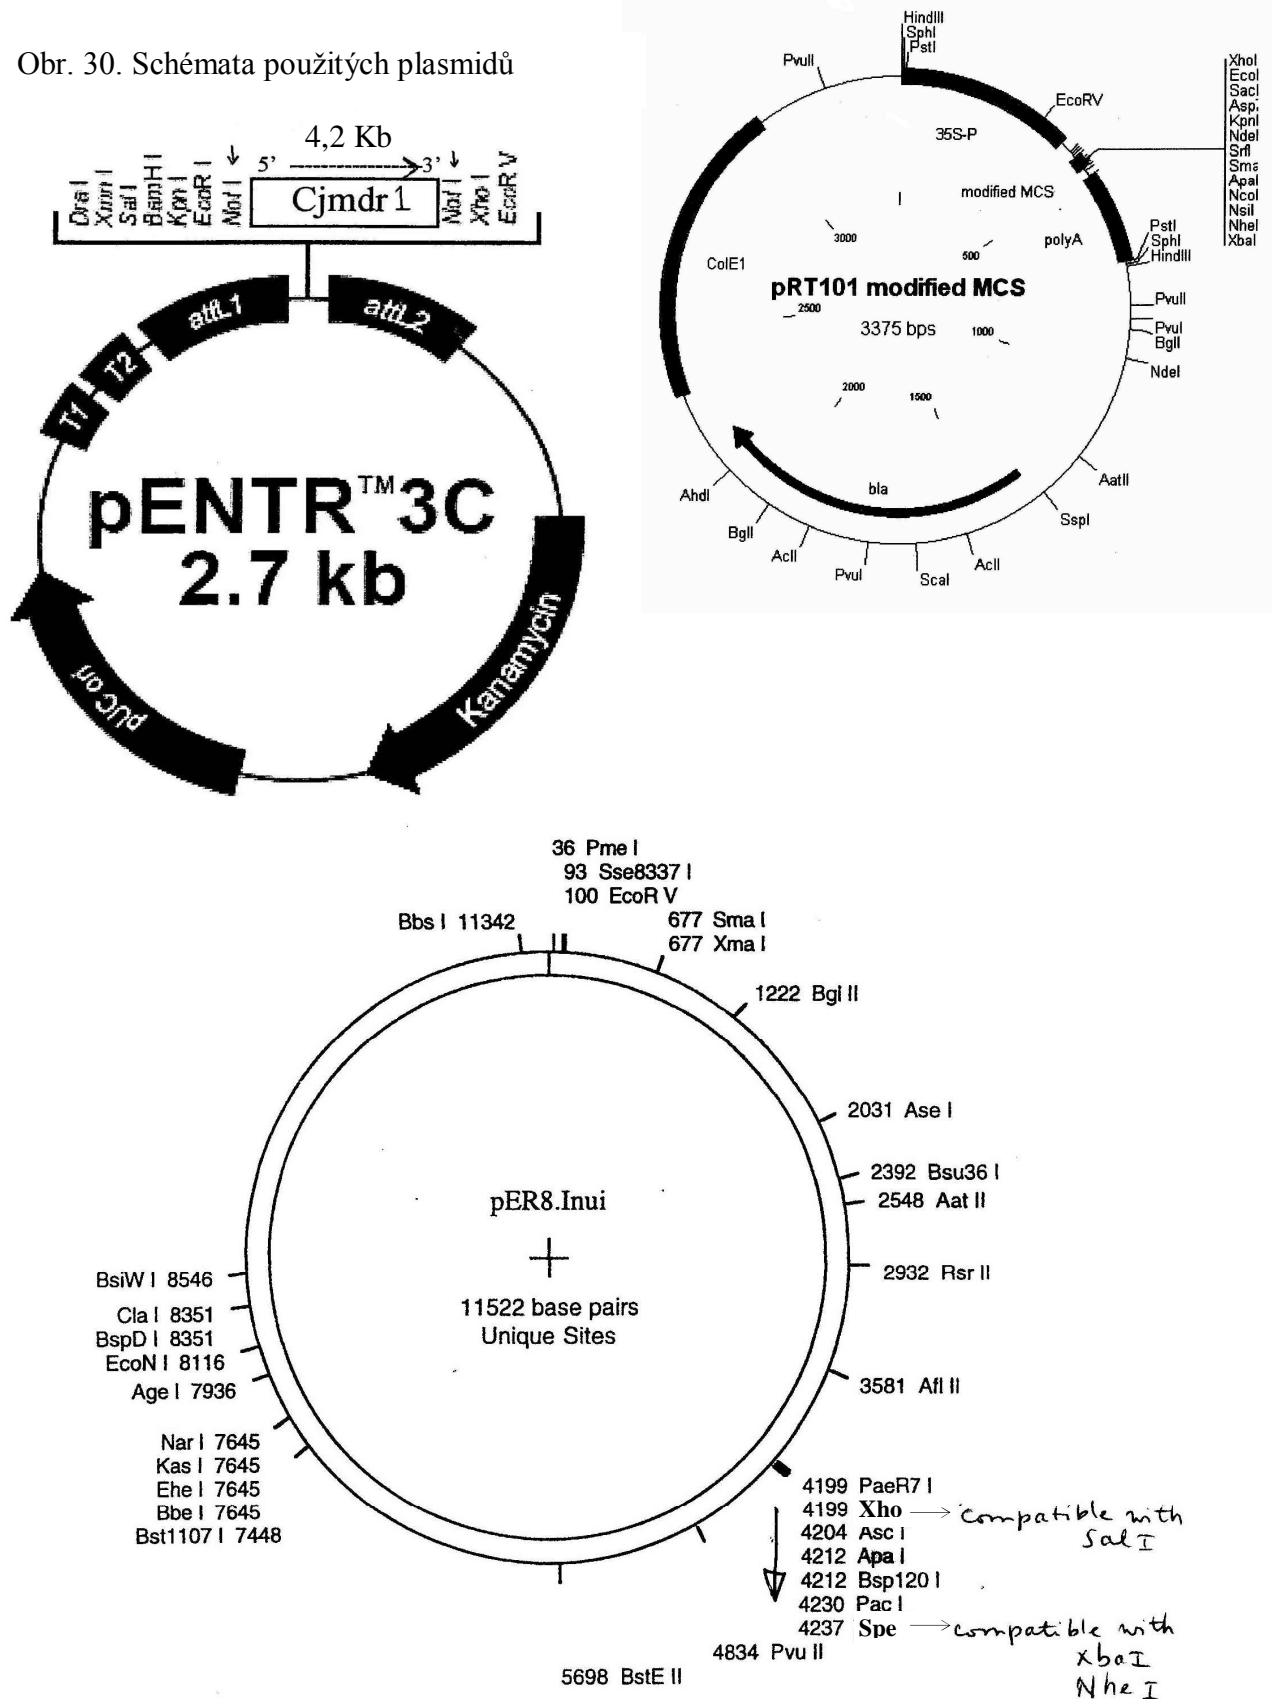 Obr. 30. Schémata použitých plasmidů
4,2 Kb
5’ 3’
Dra I
Xmn I
Sal I
BamH I
Kpn I
EcoR I
Not I
Cjmdr 1
Not I
Xho I
EcoR V
attL1
attL2
T2
T1
pENTR™3C
2.7 kb
Kanamycin
pUC ori
HindIII
SphI
PstI
PvuII
EcoRV
35S-P
XhoI
EcoI
SacI
Asp
KpnI
NdeI
SrfI
Sma
ApaI
NcoI
NsiI
NheI
XbaI
modified MCS
polyA
PstI
SphI
HindIII
ColE1
3000
500
pRT101 modified MCS
2500
3375 bps
1000
PvuII
PvuI
BglI
NdeI
2000
1500
AatII
SspI
AhdI
bla
BglI
AclI
PvuI
ScaI
AclI
36 Pme I
93 Sse8337 I
100 EcoR V
Bbs I 11342
677 Sma I
677 Xma I
1222 Bgl II
2031 Ase I
2392 Bsu36 I
2548 Aat II
pER8.Inui
2932 Rsr II
BsiW I 8546
11522 base pairs
Cla I 8351
Unique Sites
BspD I 8351
EcoN I 8116
Age I 7936
3581 Afl II
Nar I 7645
Kas I 7645
Ehe I 7645
Bbe I 7645
Bst1107 I 7448
4199 PaeR7 I
4199 Xho compatible with
Sal I
4204 Asc I
4212 Apa I
4212 Bsp120 I
4230 Pac I
4237 Spe compatible with
XbaI
Nhe I
4834 Pvu II
5698 BstE II